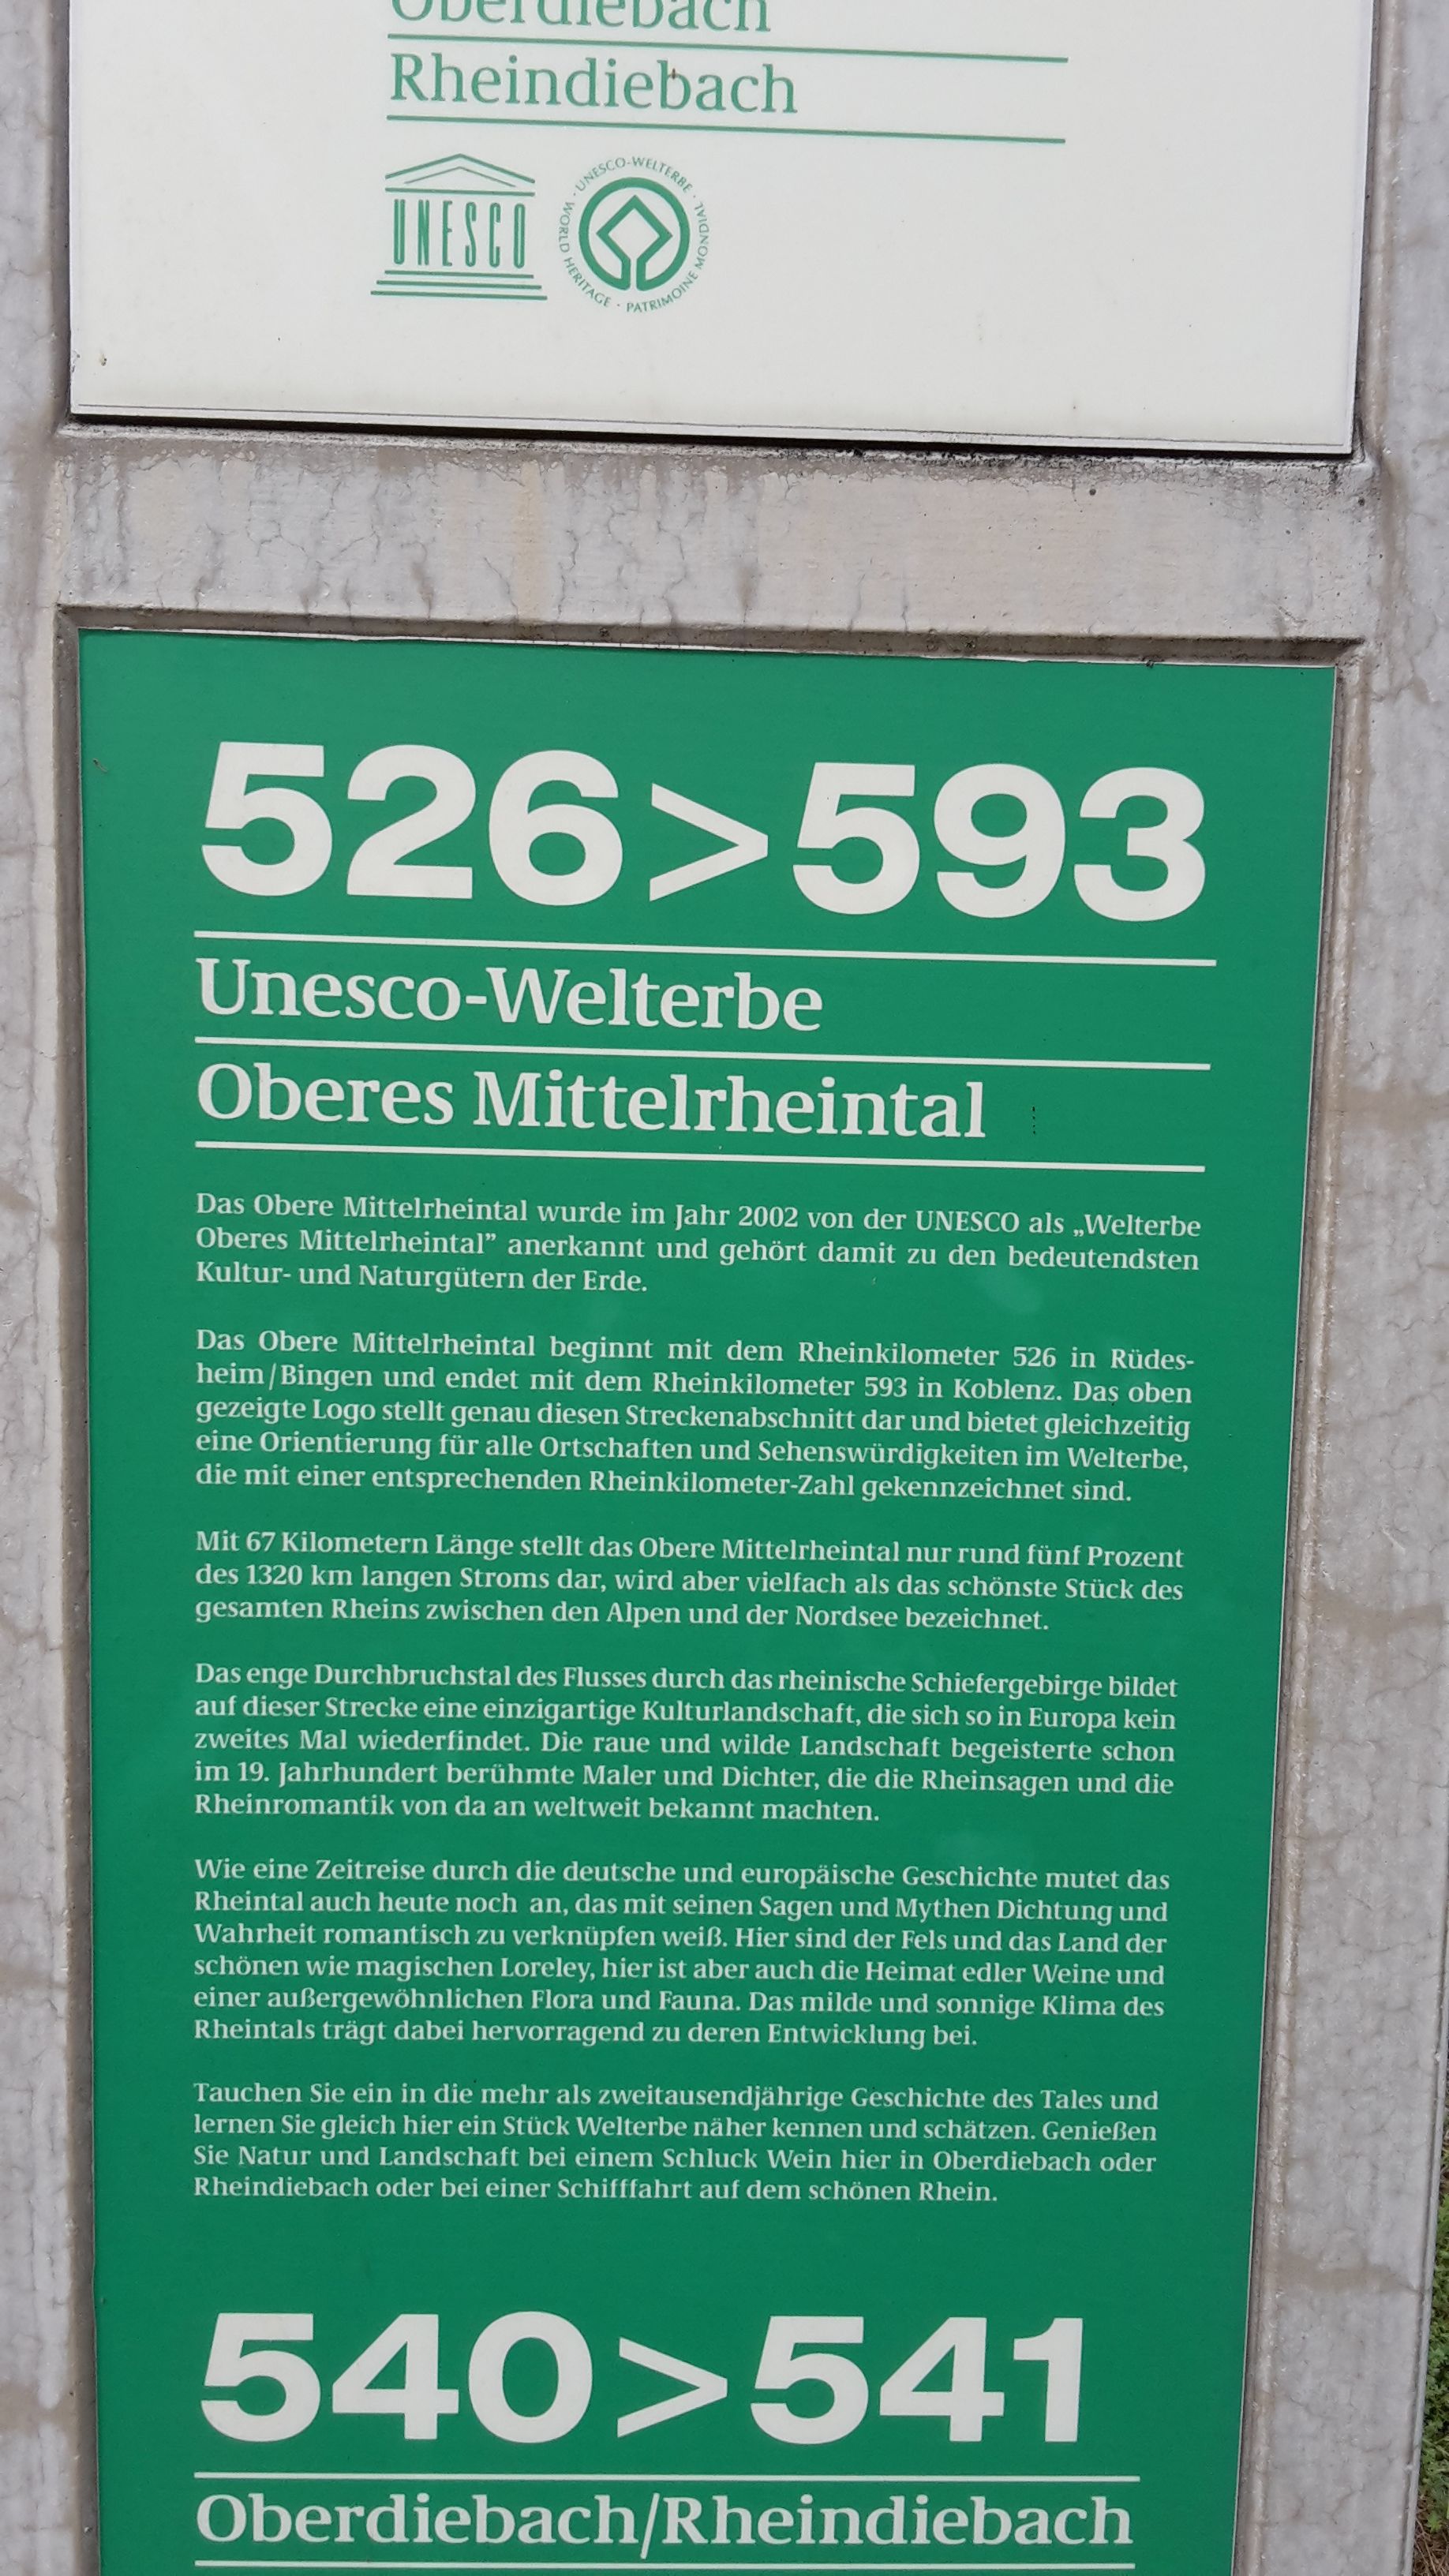 Oberdiebach
Rheindiebach
UNESCO
· UNESCO-WELTERBE · WORLD HERITAGE · PATRIMOINE MONDIAL
526>593
Unesco-Welterbe
Oberes Mittelrheintal
Das Obere Mittelrheintal wurde im Jahr 2002 von der UNESCO als „Welterbe
Oberes Mittelrheintal” anerkannt und gehört damit zu den bedeutendsten
Kultur- und Naturgütern der Erde.
Das Obere Mittelrheintal beginnt mit dem Rheinkilometer 526 in Rüdes-
heim/Bingen und endet mit dem Rheinkilometer 593 in Koblenz. Das oben
gezeigte Logo stellt genau diesen Streckenabschnitt dar und bietet gleichzeitig
eine Orientierung für alle Ortschaften und Sehenswürdigkeiten im Welterbe,
die mit einer entsprechenden Rheinkilometer-Zahl gekennzeichnet sind.
Mit 67 Kilometern Länge stellt das Obere Mittelrheintal nur rund fünf Prozent
des 1320 km langen Stroms dar, wird aber vielfach als das schönste Stück des
gesamten Rheins zwischen den Alpen und der Nordsee bezeichnet.
Das enge Durchbruchstal des Flusses durch das rheinische Schiefergebirge bildet
auf dieser Strecke eine einzigartige Kulturlandschaft, die sich so in Europa kein
zweites Mal wiederfindet. Die raue und wilde Landschaft begeisterte schon
im 19. Jahrhundert berühmte Maler und Dichter, die die Rheinsagen und die
Rheinromantik von da an weltweit bekannt machten.
Wie eine Zeitreise durch die deutsche und europäische Geschichte mutet das
Rheintal auch heute noch an, das mit seinen Sagen und Mythen Dichtung und
Wahrheit romantisch zu verknüpfen weiß. Hier sind der Fels und das Land der
schönen wie magischen Loreley, hier ist aber auch die Heimat edler Weine und
einer außergewöhnlichen Flora und Fauna. Das milde und sonnige Klima des
Rheintals trägt dabei hervorragend zu deren Entwicklung bei.
Tauchen Sie ein in die mehr als zweitausendjährige Geschichte des Tales und
lernen Sie gleich hier ein Stück Welterbe näher kennen und schätzen. Genießen
Sie Natur und Landschaft bei einem Schluck Wein hier in Oberdiebach oder
Rheindiebach oder bei einer Schifffahrt auf dem schönen Rhein.
540>541
Oberdiebach/Rheindiebach